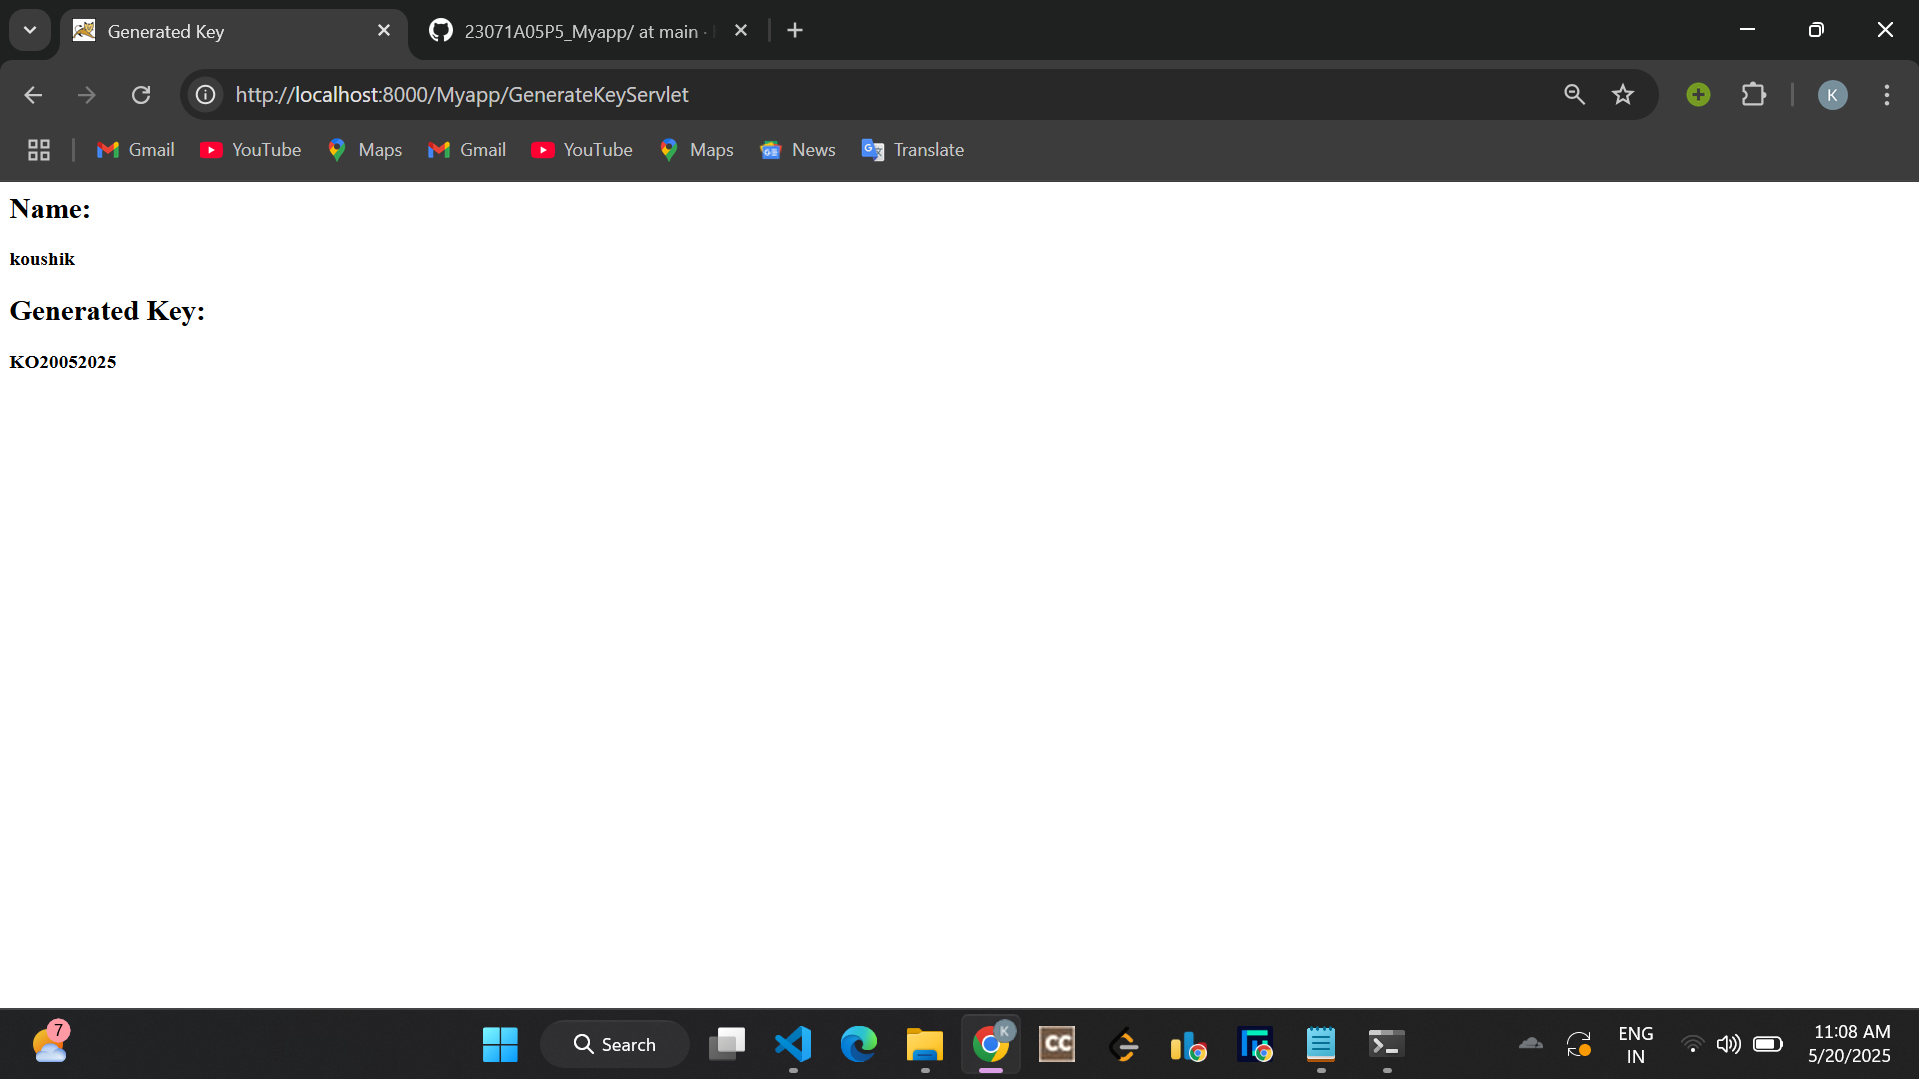 Generated Key
23071A05P5_Myapp/ at main ·
http://localhost:8000/Myapp/GenerateKeyServlet
K
Gmail
YouTube
Maps
Gmail
YouTube
Maps
News
Translate
Name:
koushik
Generated Key:
KO20052025
7
Search
K
CC
ENG
IN
11:08 AM
5/20/2025